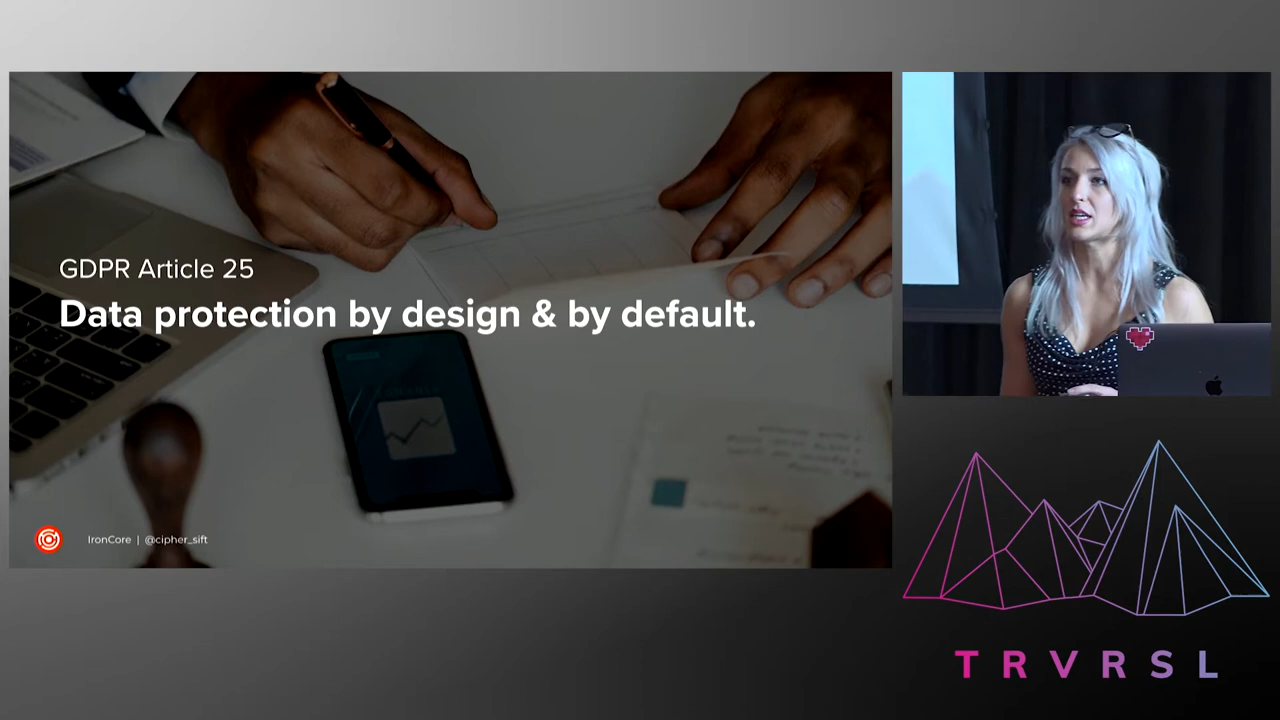 GDPR Article 25
Data protection by design & by default.
IronCore | @cipher_sift
TRVRSL